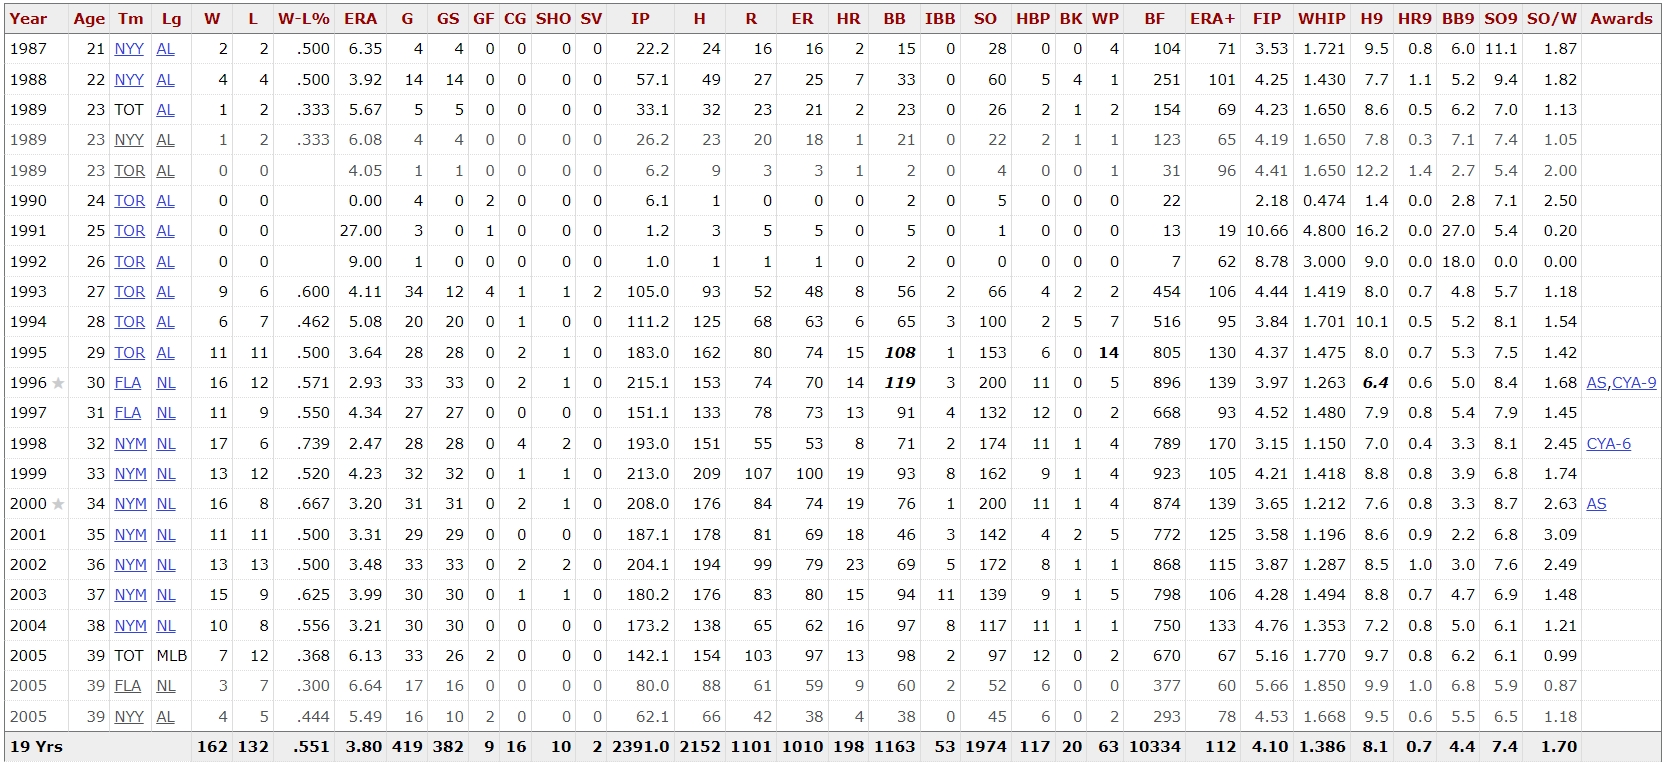 Year Age Tm Lg W L W-L% ERA G GS GF CG SHO SV IP H R ER HR BB IBB SO HBP BK WP BF ERA+ FIP WHIP H9 HR9 BB9 SO9 SO/W Awards
1987 21 NYY AL 2 2 .500 6.35 4 4 0 0 0 0 22.2 24 16 16 2 15 0 28 0 0 4 104 71 3.53 1.721 9.5 0.8 6.0 11.1 1.87
1988 22 NYY AL 4 4 .500 3.92 14 14 0 0 0 0 57.1 49 27 25 7 33 0 60 5 4 1 251 101 4.25 1.430 7.7 1.1 5.2 9.4 1.82
1989 23 TOT AL 1 2 .333 5.67 5 5 0 0 0 0 33.1 32 23 21 2 23 0 26 2 1 2 154 69 4.23 1.650 8.6 0.5 6.2 7.0 1.13
1989 23 NYY AL 1 2 .333 6.08 4 4 0 0 0 0 26.2 23 20 18 1 21 0 22 2 1 1 123 65 4.19 1.650 7.8 0.3 7.1 7.4 1.05
1989 23 TOR AL 0 0 4.05 1 1 0 0 0 0 6.2 9 3 3 1 2 0 4 0 0 1 31 96 4.41 1.650 12.2 1.4 2.7 5.4 2.00
1990 24 TOR AL 0 0 0.00 4 0 2 0 0 0 6.1 1 0 0 0 2 0 5 0 0 0 22 2.18 0.474 1.4 0.0 2.8 7.1 2.50
1991 25 TOR AL 0 0 27.00 3 0 1 0 0 0 1.2 3 5 5 0 5 0 1 0 0 0 13 19 10.66 4.800 16.2 0.0 27.0 5.4 0.20
1992 26 TOR AL 0 0 9.00 1 0 0 0 0 0 1.0 1 1 1 0 2 0 0 0 0 0 7 62 8.78 3.000 9.0 0.0 18.0 0.0 0.00
1993 27 TOR AL 9 6 .600 4.11 34 12 4 1 1 2 105.0 93 52 48 8 56 2 66 4 2 2 454 106 4.44 1.419 8.0 0.7 4.8 5.7 1.18
1994 28 TOR AL 6 7 .462 5.08 20 20 0 1 0 0 111.2 125 68 63 6 65 3 100 2 5 7 516 95 3.84 1.701 10.1 0.5 5.2 8.1 1.54
1995 29 TOR AL 11 11 .500 3.64 28 28 0 2 1 0 183.0 162 80 74 15 108 1 153 6 0 14 805 130 4.37 1.475 8.0 0.7 5.3 7.5 1.42
1996 ★ 30 FLA NL 16 12 .571 2.93 33 33 0 2 1 0 215.1 153 74 70 14 119 3 200 11 0 5 896 139 3.97 1.263 6.4 0.6 5.0 8.4 1.68 AS,CYA-9
1997 31 FLA NL 11 9 .550 4.34 27 27 0 0 0 0 151.1 133 78 73 13 91 4 132 12 0 2 668 93 4.52 1.480 7.9 0.8 5.4 7.9 1.45
1998 32 NYM NL 17 6 .739 2.47 28 28 0 4 2 0 193.0 151 55 53 8 71 2 174 11 1 4 789 170 3.15 1.150 7.0 0.4 3.3 8.1 2.45 CYA-6
1999 33 NYM NL 13 12 .520 4.23 32 32 0 1 1 0 213.0 209 107 100 19 93 8 162 9 1 4 923 105 4.21 1.418 8.8 0.8 3.9 6.8 1.74
2000 ★ 34 NYM NL 16 8 .667 3.20 31 31 0 2 1 0 208.0 176 84 74 19 76 1 200 11 1 4 874 139 3.65 1.212 7.6 0.8 3.3 8.7 2.63 AS
2001 35 NYM NL 11 11 .500 3.31 29 29 0 1 0 0 187.1 178 81 69 18 46 3 142 4 2 5 772 125 3.58 1.196 8.6 0.9 2.2 6.8 3.09
2002 36 NYM NL 13 13 .500 3.48 33 33 0 2 2 0 204.1 194 99 79 23 69 5 172 8 1 1 868 115 3.87 1.287 8.5 1.0 3.0 7.6 2.49
2003 37 NYM NL 15 9 .625 3.99 30 30 0 1 1 0 180.2 176 83 80 15 94 11 139 9 1 5 798 106 4.28 1.494 8.8 0.7 4.7 6.9 1.48
2004 38 NYM NL 10 8 .556 3.21 30 30 0 0 0 0 173.2 138 65 62 16 97 8 117 11 1 1 750 133 4.76 1.353 7.2 0.8 5.0 6.1 1.21
2005 39 TOT MLB 7 12 .368 6.13 33 26 2 0 0 0 142.1 154 103 97 13 98 2 97 12 0 2 670 67 5.16 1.770 9.7 0.8 6.2 6.1 0.99
2005 39 FLA NL 3 7 .300 6.64 17 16 0 0 0 0 80.0 88 61 59 9 60 2 52 6 0 0 377 60 5.66 1.850 9.9 1.0 6.8 5.9 0.87
2005 39 NYY AL 4 5 .444 5.49 16 10 2 0 0 0 62.1 66 42 38 4 38 0 45 6 0 2 293 78 4.53 1.668 9.5 0.6 5.5 6.5 1.18
19 Yrs 162 132 .551 3.80 419 382 9 16 10 2 2391.0 2152 1101 1010 198 1163 53 1974 117 20 63 10334 112 4.10 1.386 8.1 0.7 4.4 7.4 1.70